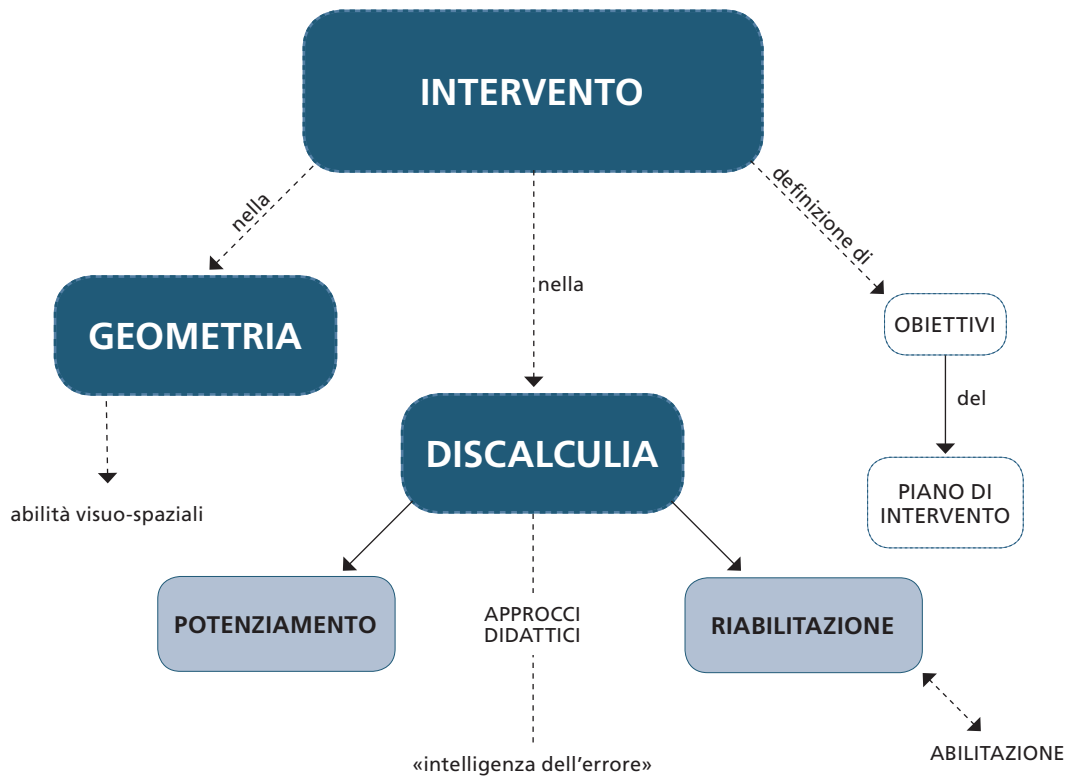 INTERVENTO
nella
nella
definizione di
GEOMETRIA
OBIETTIVI
del
DISCALCULIA
PIANO DI
INTERVENTO
abilità visuo-spaziali
POTENZIAMENTO
APPROCCI
DIDATTICI
RIABILITAZIONE
ABILITAZIONE
«intelligenza dell’errore»